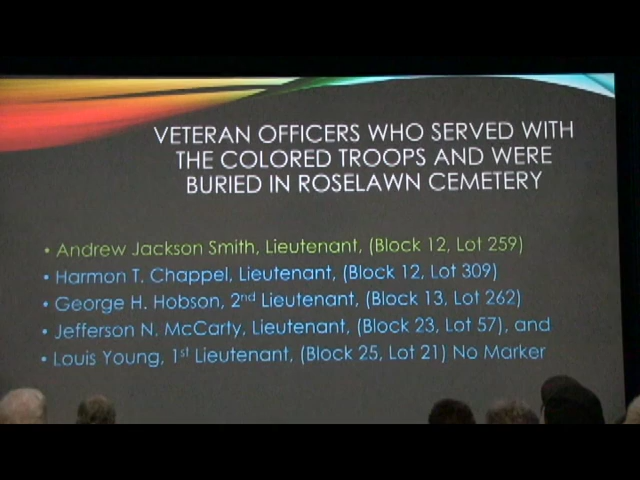 VETERAN OFFICERS WHO SERVED WITH
THE COLORED TROOPS AND WERE
BURIED IN ROSELAWN CEMETERY
• Andrew Jackson Smith, Lieutenant, (Block 12, Lot 259)
• Harmon T. Chappel, Lieutenant, (Block 12, Lot 309)
• George H. Hobson, 2nd Lieutenant, (Block 13, Lot 262)
• Jefferson N. McCarty, Lieutenant, (Block 23, Lot 57), and
• Louis Young, 1st Lieutenant, (Block 25, Lot 21) No Marker